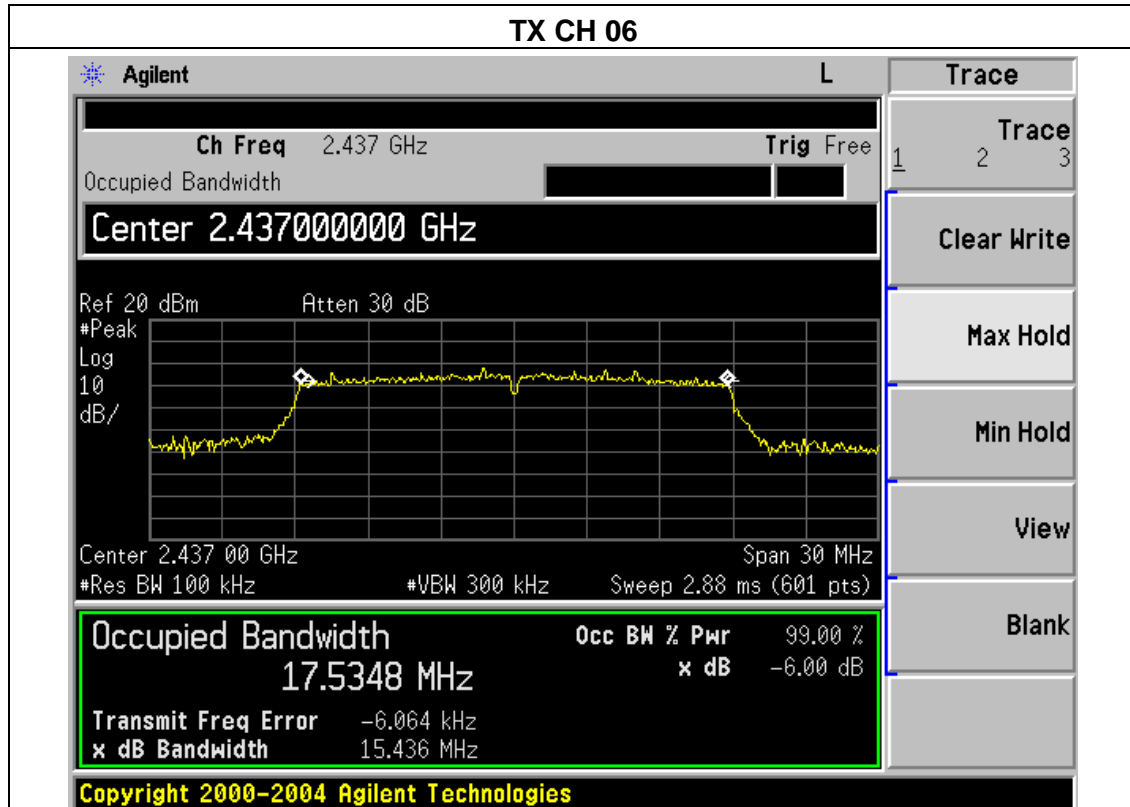 TX CH 06
Agilent L Trace
Ch Freq 2.437 GHz Trig Free
Occupied Bandwidth
Center 2.437000000 GHz
Ref 20 dBm Atten 30 dB
#Peak
Log
10
dB/
Center 2.437 00 GHz Span 30 MHz
#Res BW 100 kHz #VBW 300 kHz Sweep 2.88 ms (601 pts)
Occupied Bandwidth Occ BW % Pwr 99.00 %
17.5348 MHz x dB -6.00 dB
Transmit Freq Error -6.064 kHz
x dB Bandwidth 15.436 MHz
Copyright 2000-2004 Agilent Technologies
Trace
1 2 3
Clear Write
Max Hold
Min Hold
View
Blank